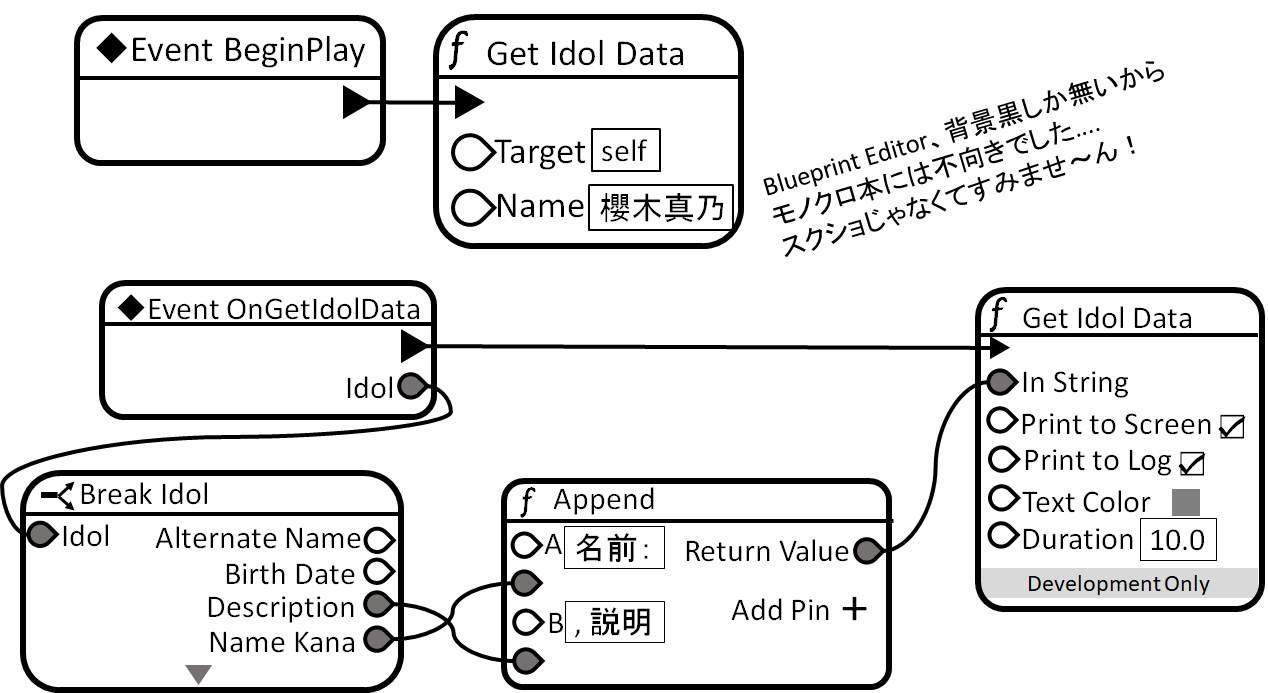 Event BeginPlay
f Get Idol Data
Target self
Name 櫻木真乃
Blueprint Editor、背景黒しか無いから
モノクロ本には不向きでした....
スクショじゃなくてすみませ～ん！
Event OnGetIdolData
Idol
f Get Idol Data
In String
Print to Screen
Print to Log
Text Color
Duration 10.0
Development Only
Break Idol
Idol
Alternate Name
Birth Date
Description
Name Kana
f Append
A 名前：
Return Value
B , 説明
Add Pin +